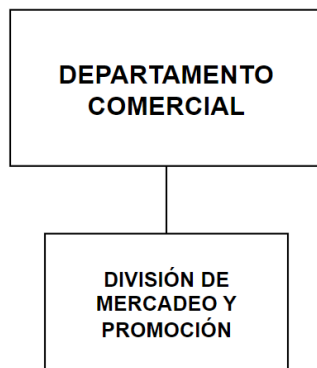 DEPARTAMENTO
COMERCIAL
DIVISIÓN DE
MERCADEO Y
PROMOCIÓN